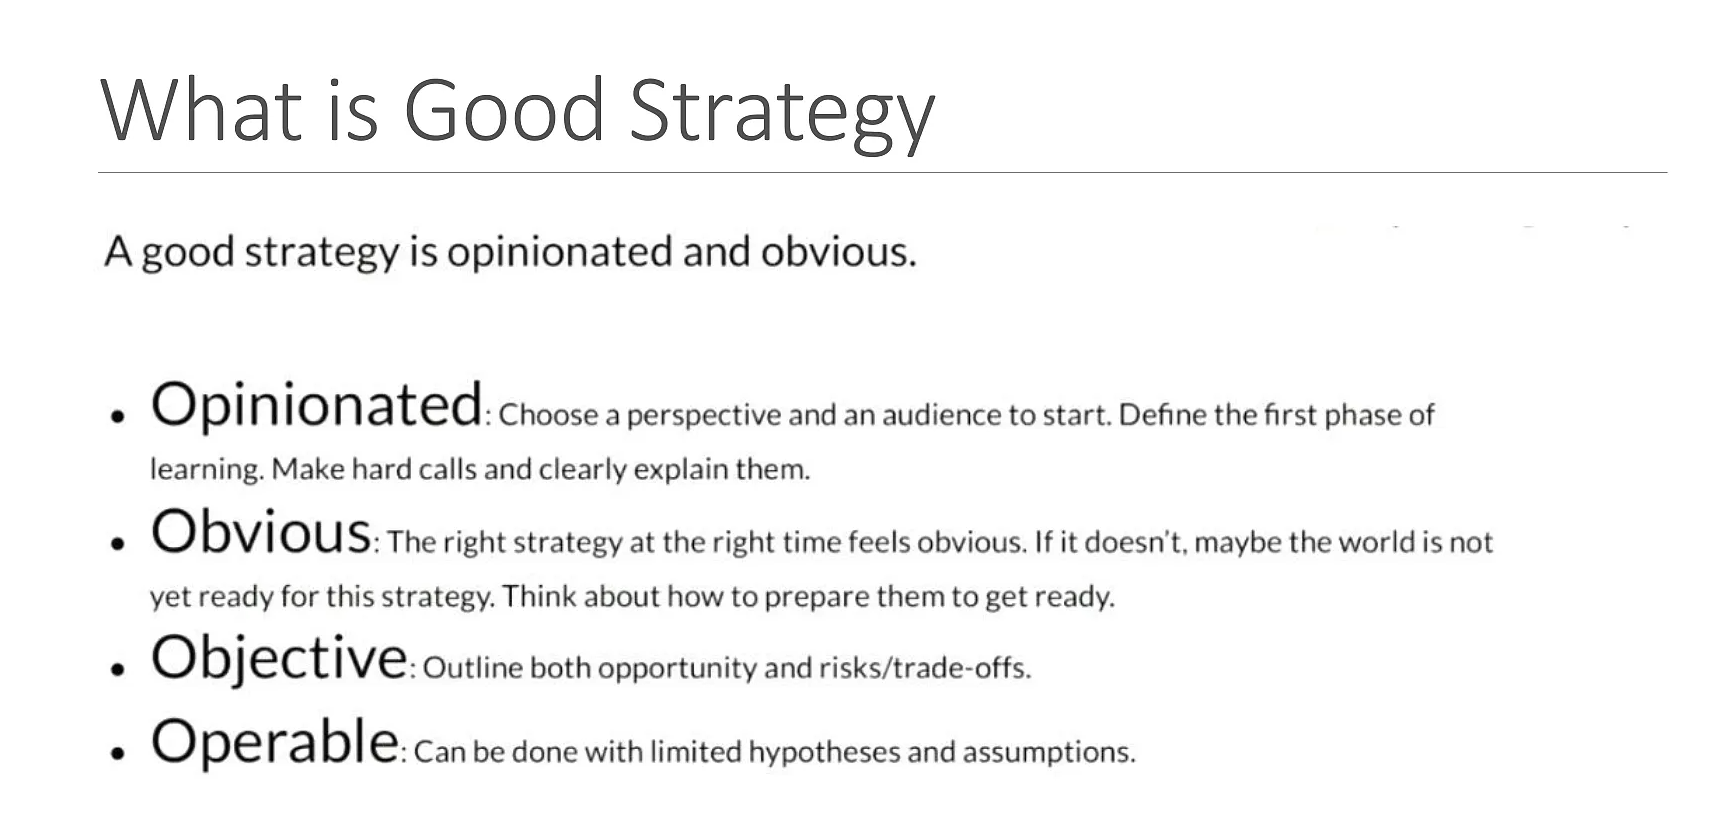 What is Good Strategy
A good strategy is opinionated and obvious.
• Opinionated: Choose a perspective and an audience to start. Define the first phase of
learning. Make hard calls and clearly explain them.
• Obvious: The right strategy at the right time feels obvious. If it doesn't, maybe the world is not
yet ready for this strategy. Think about how to prepare them to get ready.
• Objective: Outline both opportunity and risks/trade-offs.
• Operable: Can be done with limited hypotheses and assumptions.